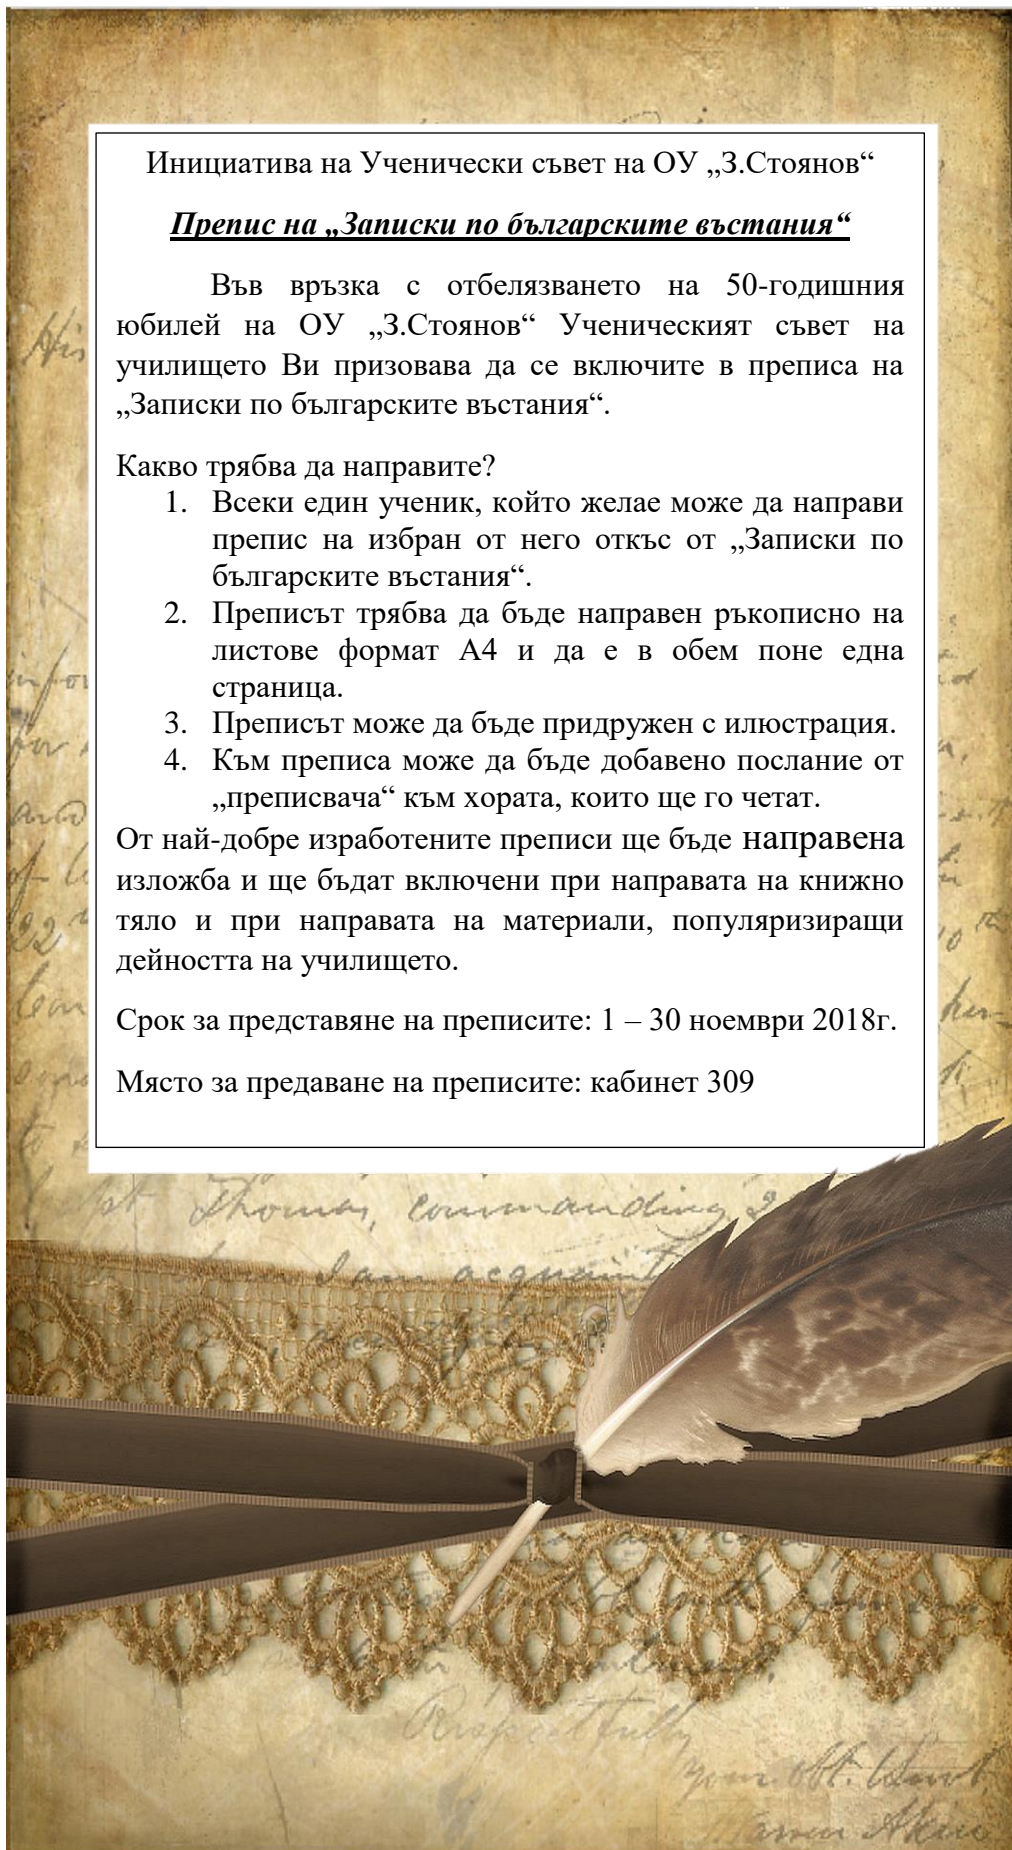 Инициатива на Ученически съвет на ОУ „З.Стоянов“
Препис на „Записки по българските въстания“
Във връзка с отбелязването на 50-годишния
юбилей на ОУ „З.Стоянов“ Ученическият съвет на
училището Ви призовава да се включите в преписа на
„Записки по българските въстания“.
Какво трябва да направите?
1. Всеки един ученик, който желае може да направи
препис на избран от него откъс от „Записки по
българските въстания“.
2. Преписът трябва да бъде направен ръкописно на
листове формат А4 и да е в обем поне една
страница.
3. Преписът може да бъде придружен с илюстрация.
4. Към преписа може да бъде добавено послание от
„преписвача“ към хората, които ще го четат.
От най-добре изработените преписи ще бъде направена
изложба и ще бъдат включени при направата на книжно
тяло и при направата на материали, популяризиращи
дейността на училището.
Срок за представяне на преписите: 1 – 30 ноември 2018г.
Място за предаване на преписите: кабинет 309
Thomas, commanding
I am
Respectfully
your obt.